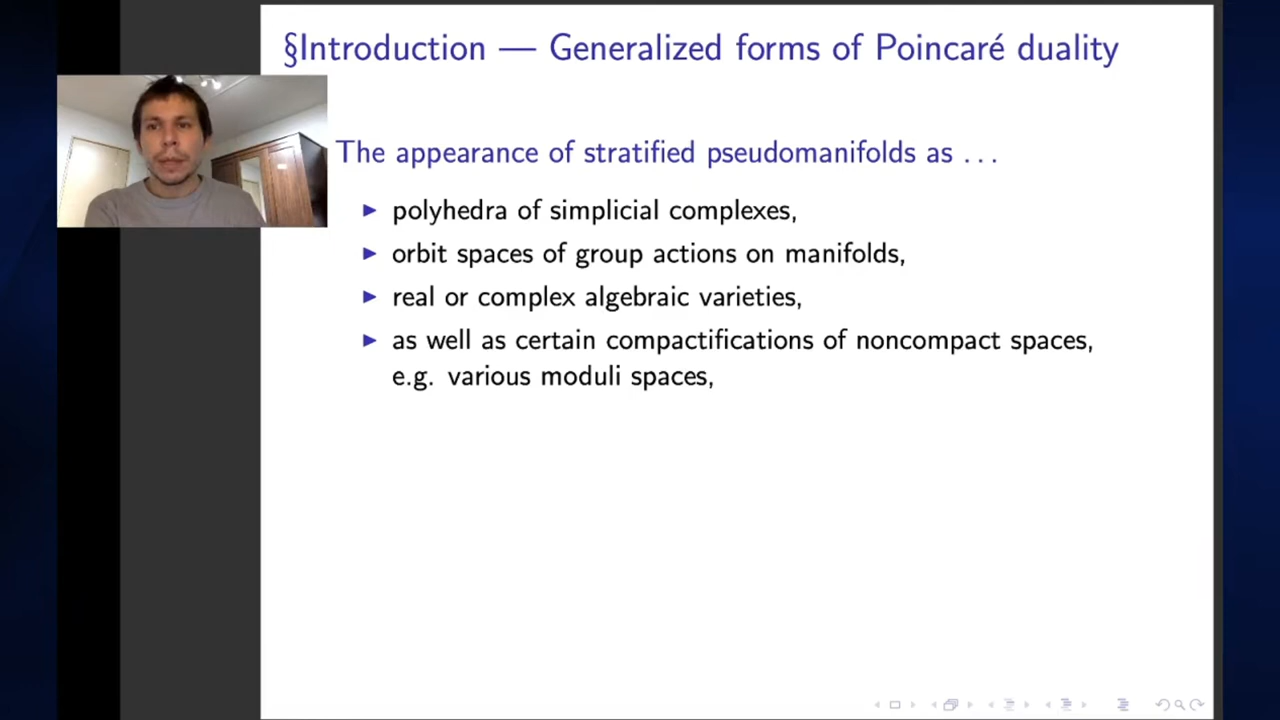 §Introduction — Generalized forms of Poincaré duality
The appearance of stratified pseudomanifolds as . . .
polyhedra of simplicial complexes,
orbit spaces of group actions on manifolds,
real or complex algebraic varieties,
as well as certain compactifications of noncompact spaces,
e.g. various moduli spaces,